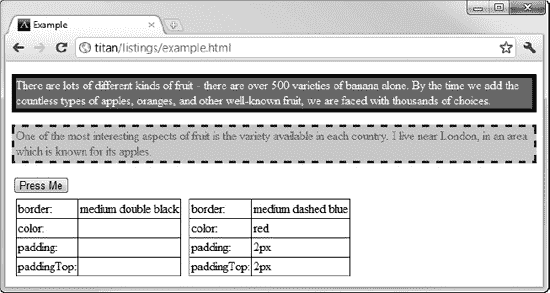 Example
titan/listings/example.html
There are lots of different kinds of fruit - there are over 500 varieties of banana alone. By the time we add the
countless types of apples, oranges, and other well-known fruit, we are faced with thousands of choices.
One of the most interesting aspects of fruit is the variety available in each country. I live near London, in an area
which is known for its apples.
Press Me
border: medium double black
color:
padding:
paddingTop:
border: medium dashed blue
color: red
padding: 2px
paddingTop: 2px